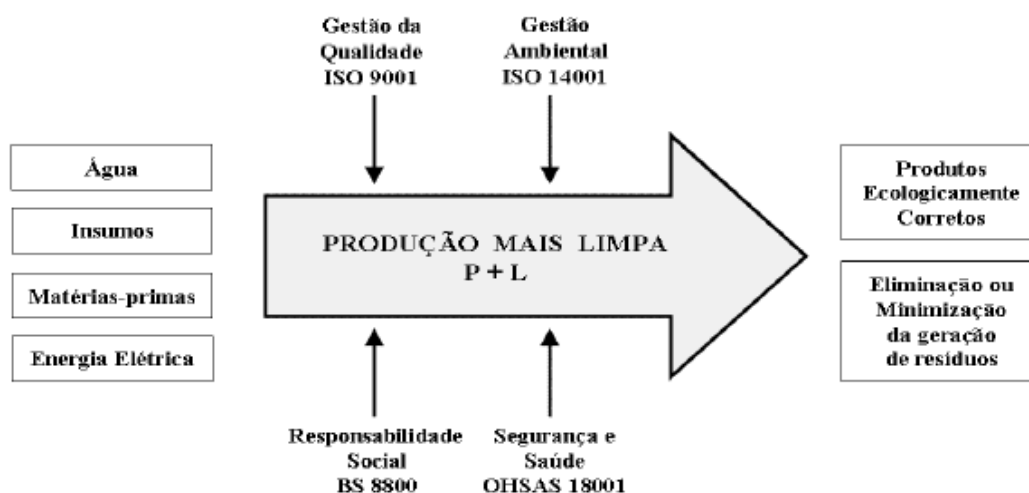 Gestão da
Qualidade
ISO 9001
Gestão
Ambiental
ISO 14001
Água
Insumos
Matérias-primas
Energia Elétrica
PRODUÇÃO MAIS LIMPA
P + L
Produtos
Ecologicamente
Corretos
Eliminação ou
Minimização
da geração
de resíduos
Responsabilidade
Social
BS 8800
Segurança e
Saúde
OHSAS 18001